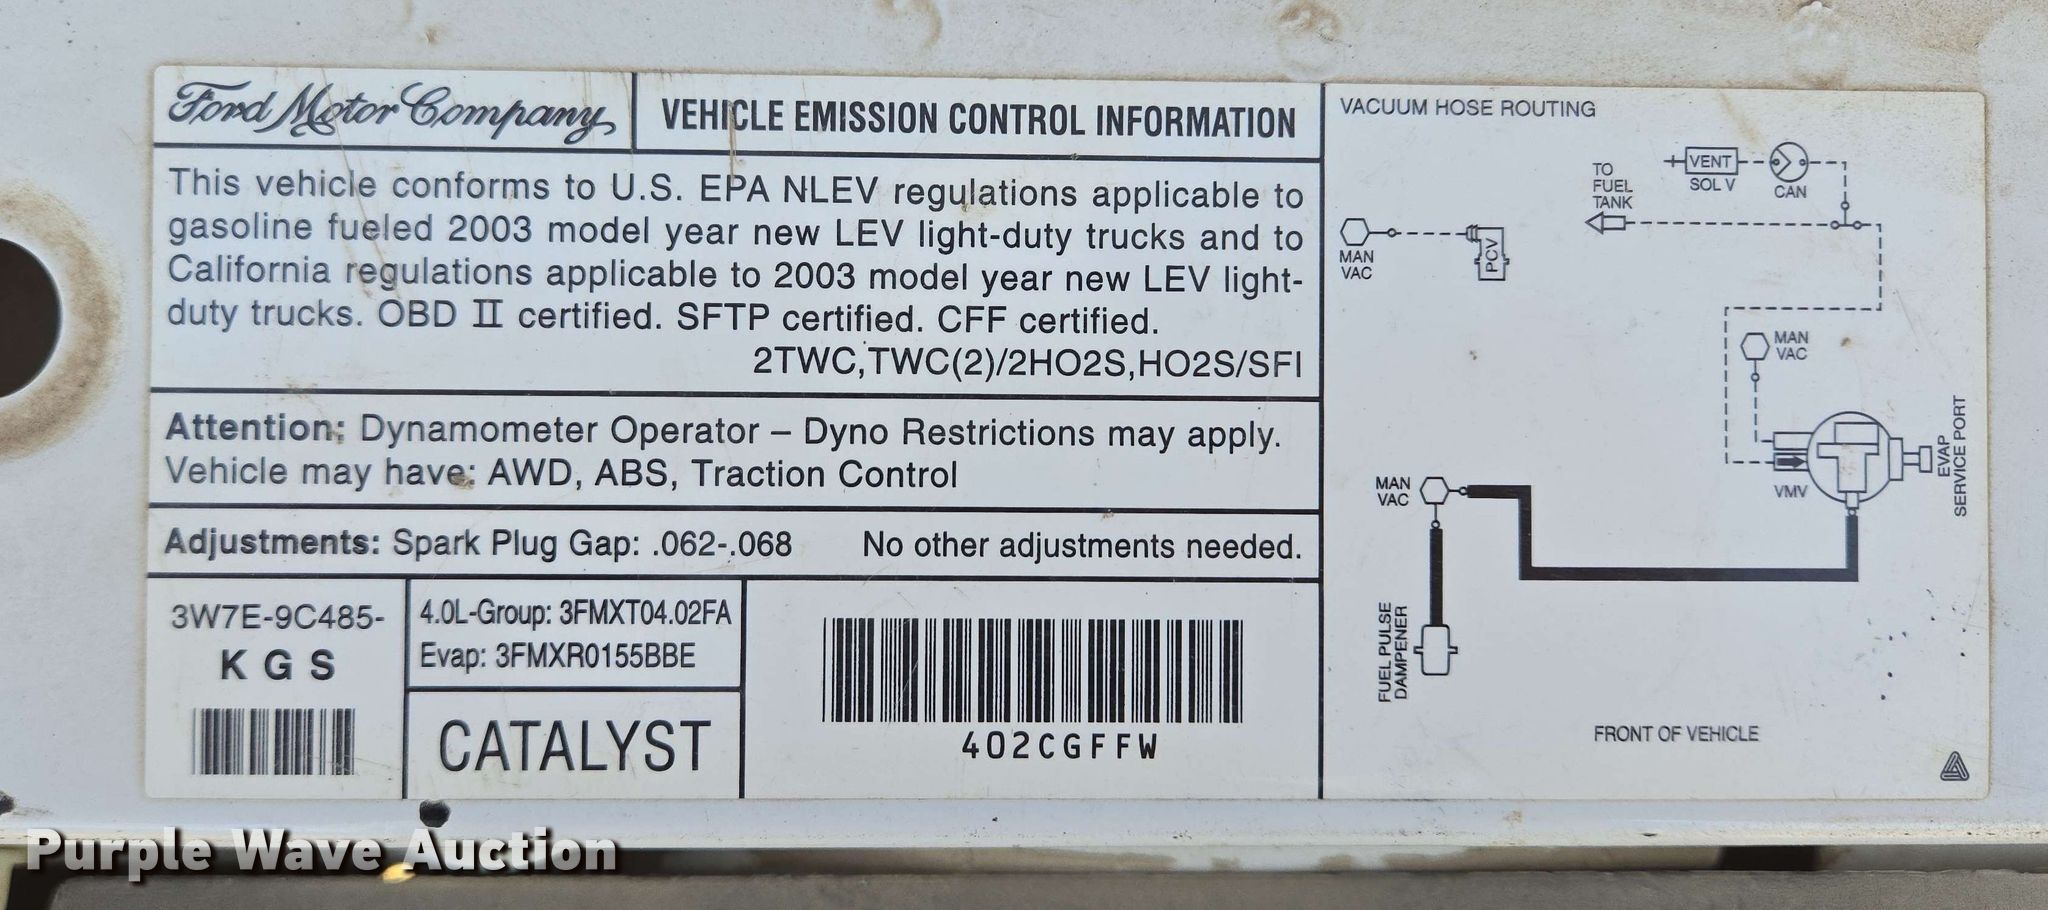 Ford Motor Company
VEHICLE EMISSION CONTROL INFORMATION
This vehicle conforms to U.S. EPA NLEV regulations applicable to
gasoline fueled 2003 model year new LEV light-duty trucks and to
California regulations applicable to 2003 model year new LEV light-
duty trucks. OBD II certified. SFTP certified. CFF certified.
2TWC,TWC(2)/2HO2S,HO2S/SFI
Attention: Dynamometer Operator – Dyno Restrictions may apply.
Vehicle may have: AWD, ABS, Traction Control
Adjustments: Spark Plug Gap: .062-.068 No other adjustments needed.
3W7E-9C485-
K G S
4.0L-Group: 3FMXT04.02FA
Evap: 3FMXR0155BBE
CATALYST
402CGFFW
VACUUM HOSE ROUTING
TO
FUEL
TANK
VENT
SOL V
CAN
MAN
VAC
PCV
MAN
VAC
VMV
EVAP
SERVICE PORT
MAN
VAC
FUEL PULSE
DAMPENER
FRONT OF VEHICLE
Purple Wave Auction